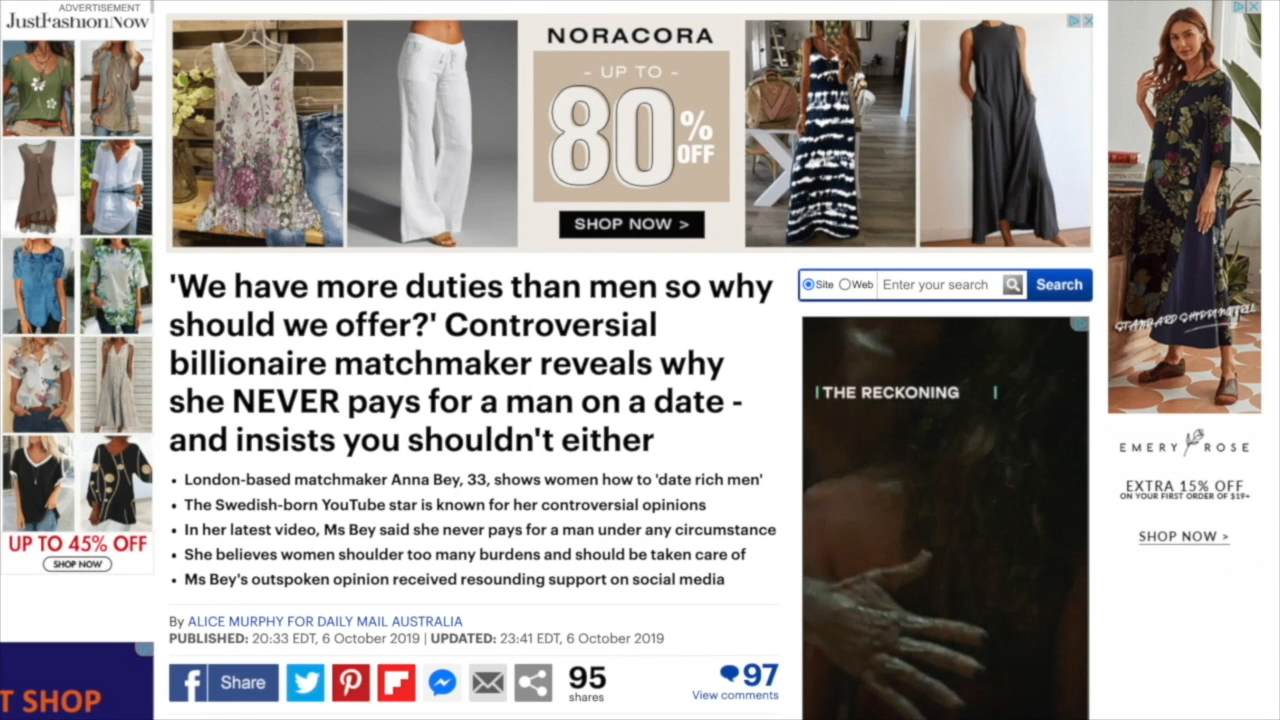 ADVERTISEMENT
JustFashionNow
UP TO 45% OFF
SHOP NOW
T SHOP
NORACORA
- UP TO -
80% OFF
SHOP NOW >
'We have more duties than men so why
should we offer?' Controversial
billionaire matchmaker reveals why
she NEVER pays for a man on a date -
and insists you shouldn't either
• London-based matchmaker Anna Bey, 33, shows women how to 'date rich men'
• The Swedish-born YouTube star is known for her controversial opinions
• In her latest video, Ms Bey said she never pays for a man under any circumstance
• She believes women shoulder too many burdens and should be taken care of
• Ms Bey's outspoken opinion received resounding support on social media
By ALICE MURPHY FOR DAILY MAIL AUSTRALIA
PUBLISHED: 20:33 EDT, 6 October 2019 | UPDATED: 23:41 EDT, 6 October 2019
f Share
95
shares
97
View comments
Site Web Enter your search Search
THE RECKONING
STANDARD SHIPPING FREE
EMERY ROSE
EXTRA 15% OFF
ON YOUR FIRST ORDER OF $19+
SHOP NOW >